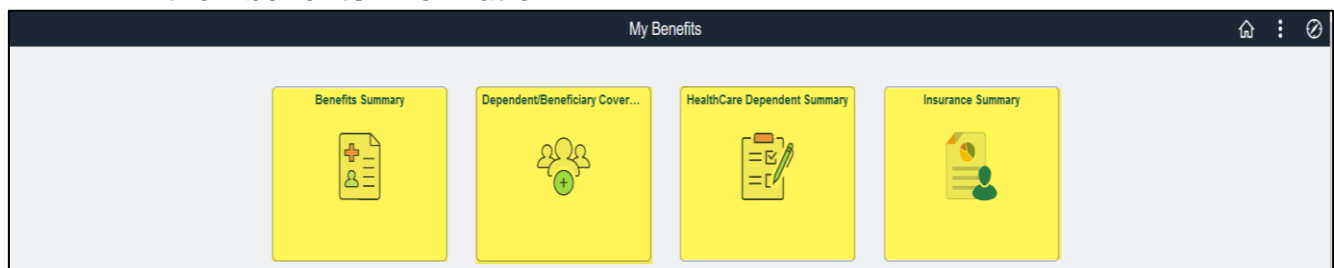 My Benefits
Benefits Summary
Dependent/Beneficiary Cover...
HealthCare Dependent Summary
Insurance Summary